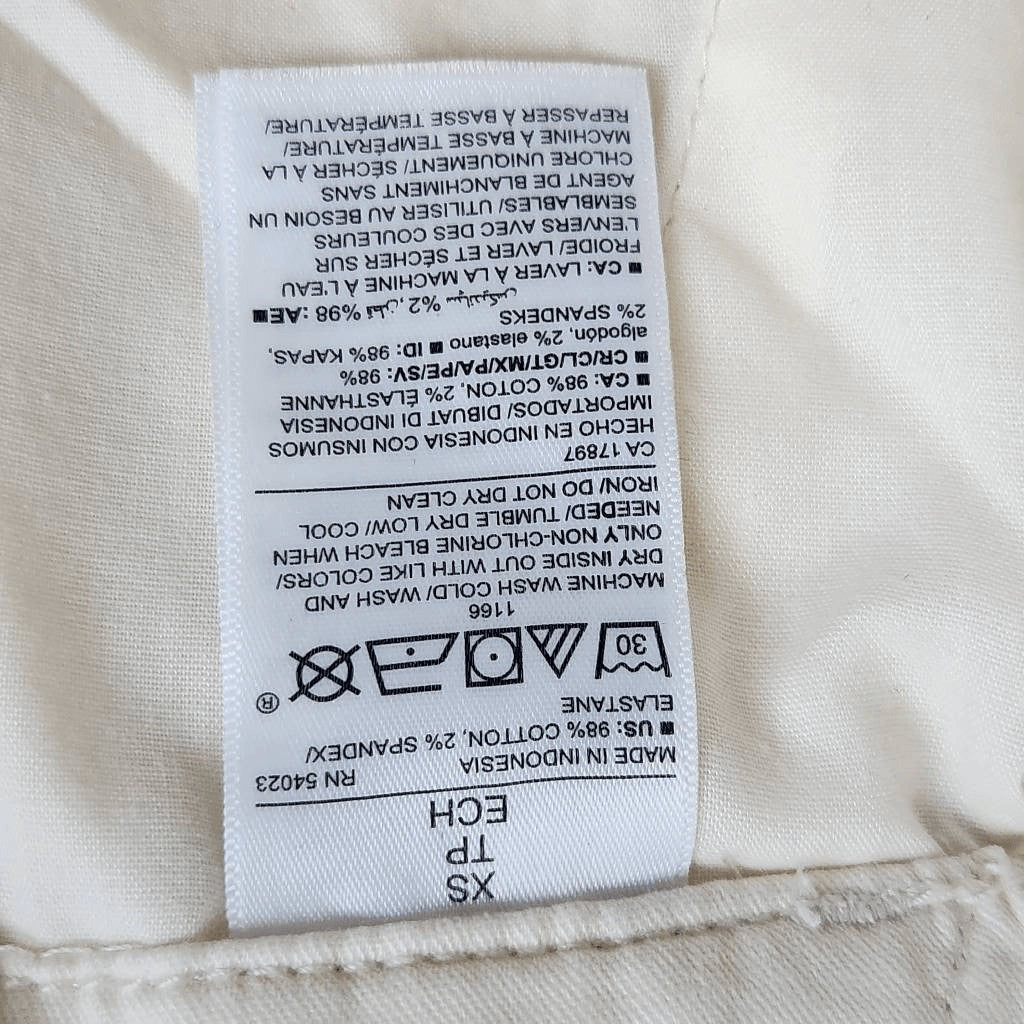 XS
TP
ECH
MADE IN INDONESIA RN 54023
■ US: 98% COTTON, 2% SPANDEX/
ELASTANE
30
®
1166
MACHINE WASH COLD/ WASH AND
DRY INSIDE OUT WITH LIKE COLORS/
ONLY NON-CHLORINE BLEACH WHEN
NEEDED/ TUMBLE DRY LOW/ COOL
IRON/ DO NOT DRY CLEAN
CA 17897
HECHO EN INDONESIA CON INSUMOS
IMPORTADOS/ DIBUAT DI INDONESIA
■ CA: 98% COTON, 2% ÉLASTHANNE
■ CR/CL/GT/MX/PA/PE/SV: 98%
algodón, 2% elastano ■ ID: 98% KAPAS,
2% SPANDEKS
■AE: 98% قطن, 2% سباندكس
■ CA: LAVER À LA MACHINE À L'EAU
FROIDE/ LAVER ET SÉCHER SUR
L'ENVERS AVEC DES COULEURS
SEMBLABLES/ UTILISER AU BESOIN UN
AGENT DE BLANCHIMENT SANS
CHLORE UNIQUEMENT/ SÉCHER À LA
MACHINE À BASSE TEMPÉRATURE/
REPASSER À BASSE TEMPÉRATURE/